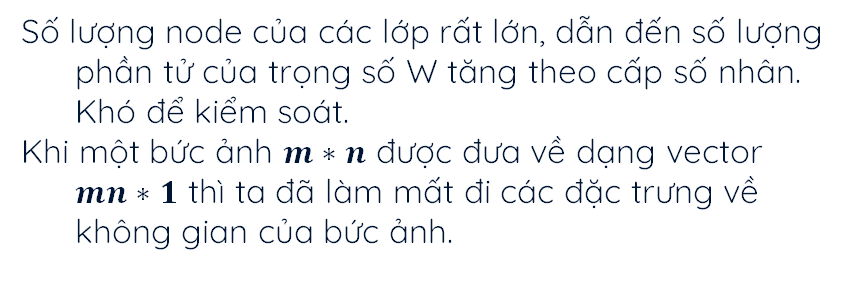 Số lượng node của các lớp rất lớn, dẫn đến số lượng
phần tử của trọng số W tăng theo cấp số nhân.
Khó để kiểm soát.
Khi một bức ảnh m * n được đưa về dạng vector
mn * 1 thì ta đã làm mất đi các đặc trưng về
không gian của bức ảnh.